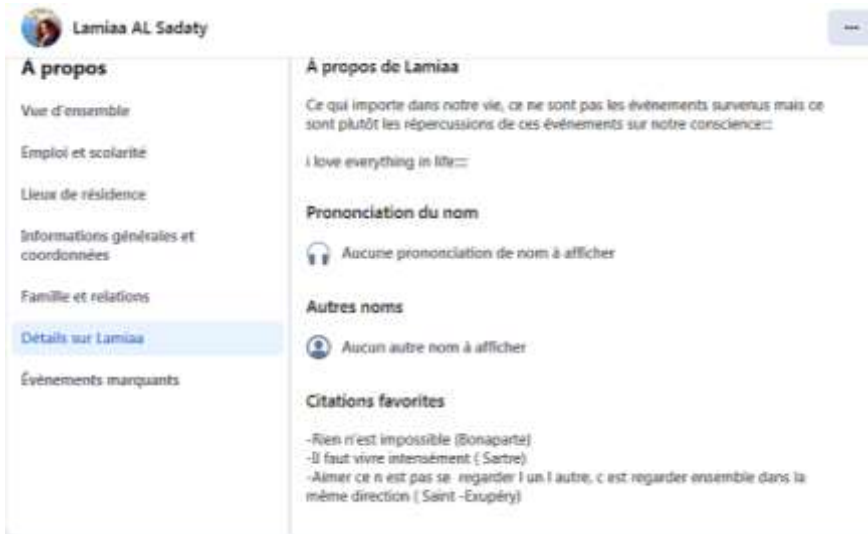 Lamiaa AL Sadaty
À propos
Vue d'ensemble
Emploi et scolarité
Lieux de résidence
Informations générales et
coordonnées
Famille et relations
Détails sur Lamiaa
Évènements marquants
À propos de Lamiaa
Ce qui importe dans notre vie, ce ne sont pas les évènements survenus mais ce
sont plutôt les répercussions de ces évènements sur notre conscience:::
i love everything in life::::
Prononciation du nom
Aucune prononciation de nom à afficher
Autres noms
Aucun autre nom à afficher
Citations favorites
-Rien n'est impossible (Bonaparte)
-Il faut vivre intensément ( Sartre)
-Aimer ce n est pas se regarder l un l autre, c est regarder ensemble dans la
même direction ( Saint -Exupéry)